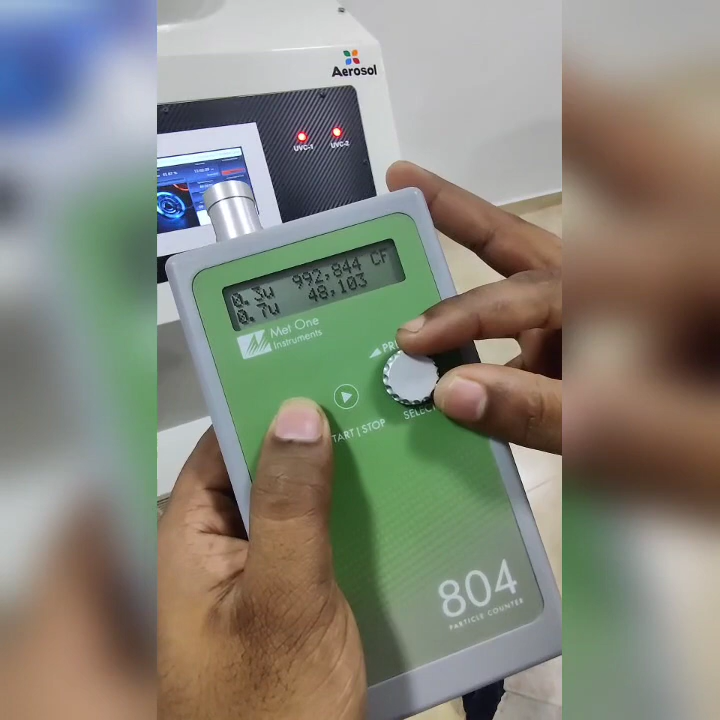 Aerosol
UVC-1 UVC-2
0.3u 992,844 CF
0.7u 48,103
Met One
Instruments
START | STOP
SELECT
804
PARTICLE COUNTER